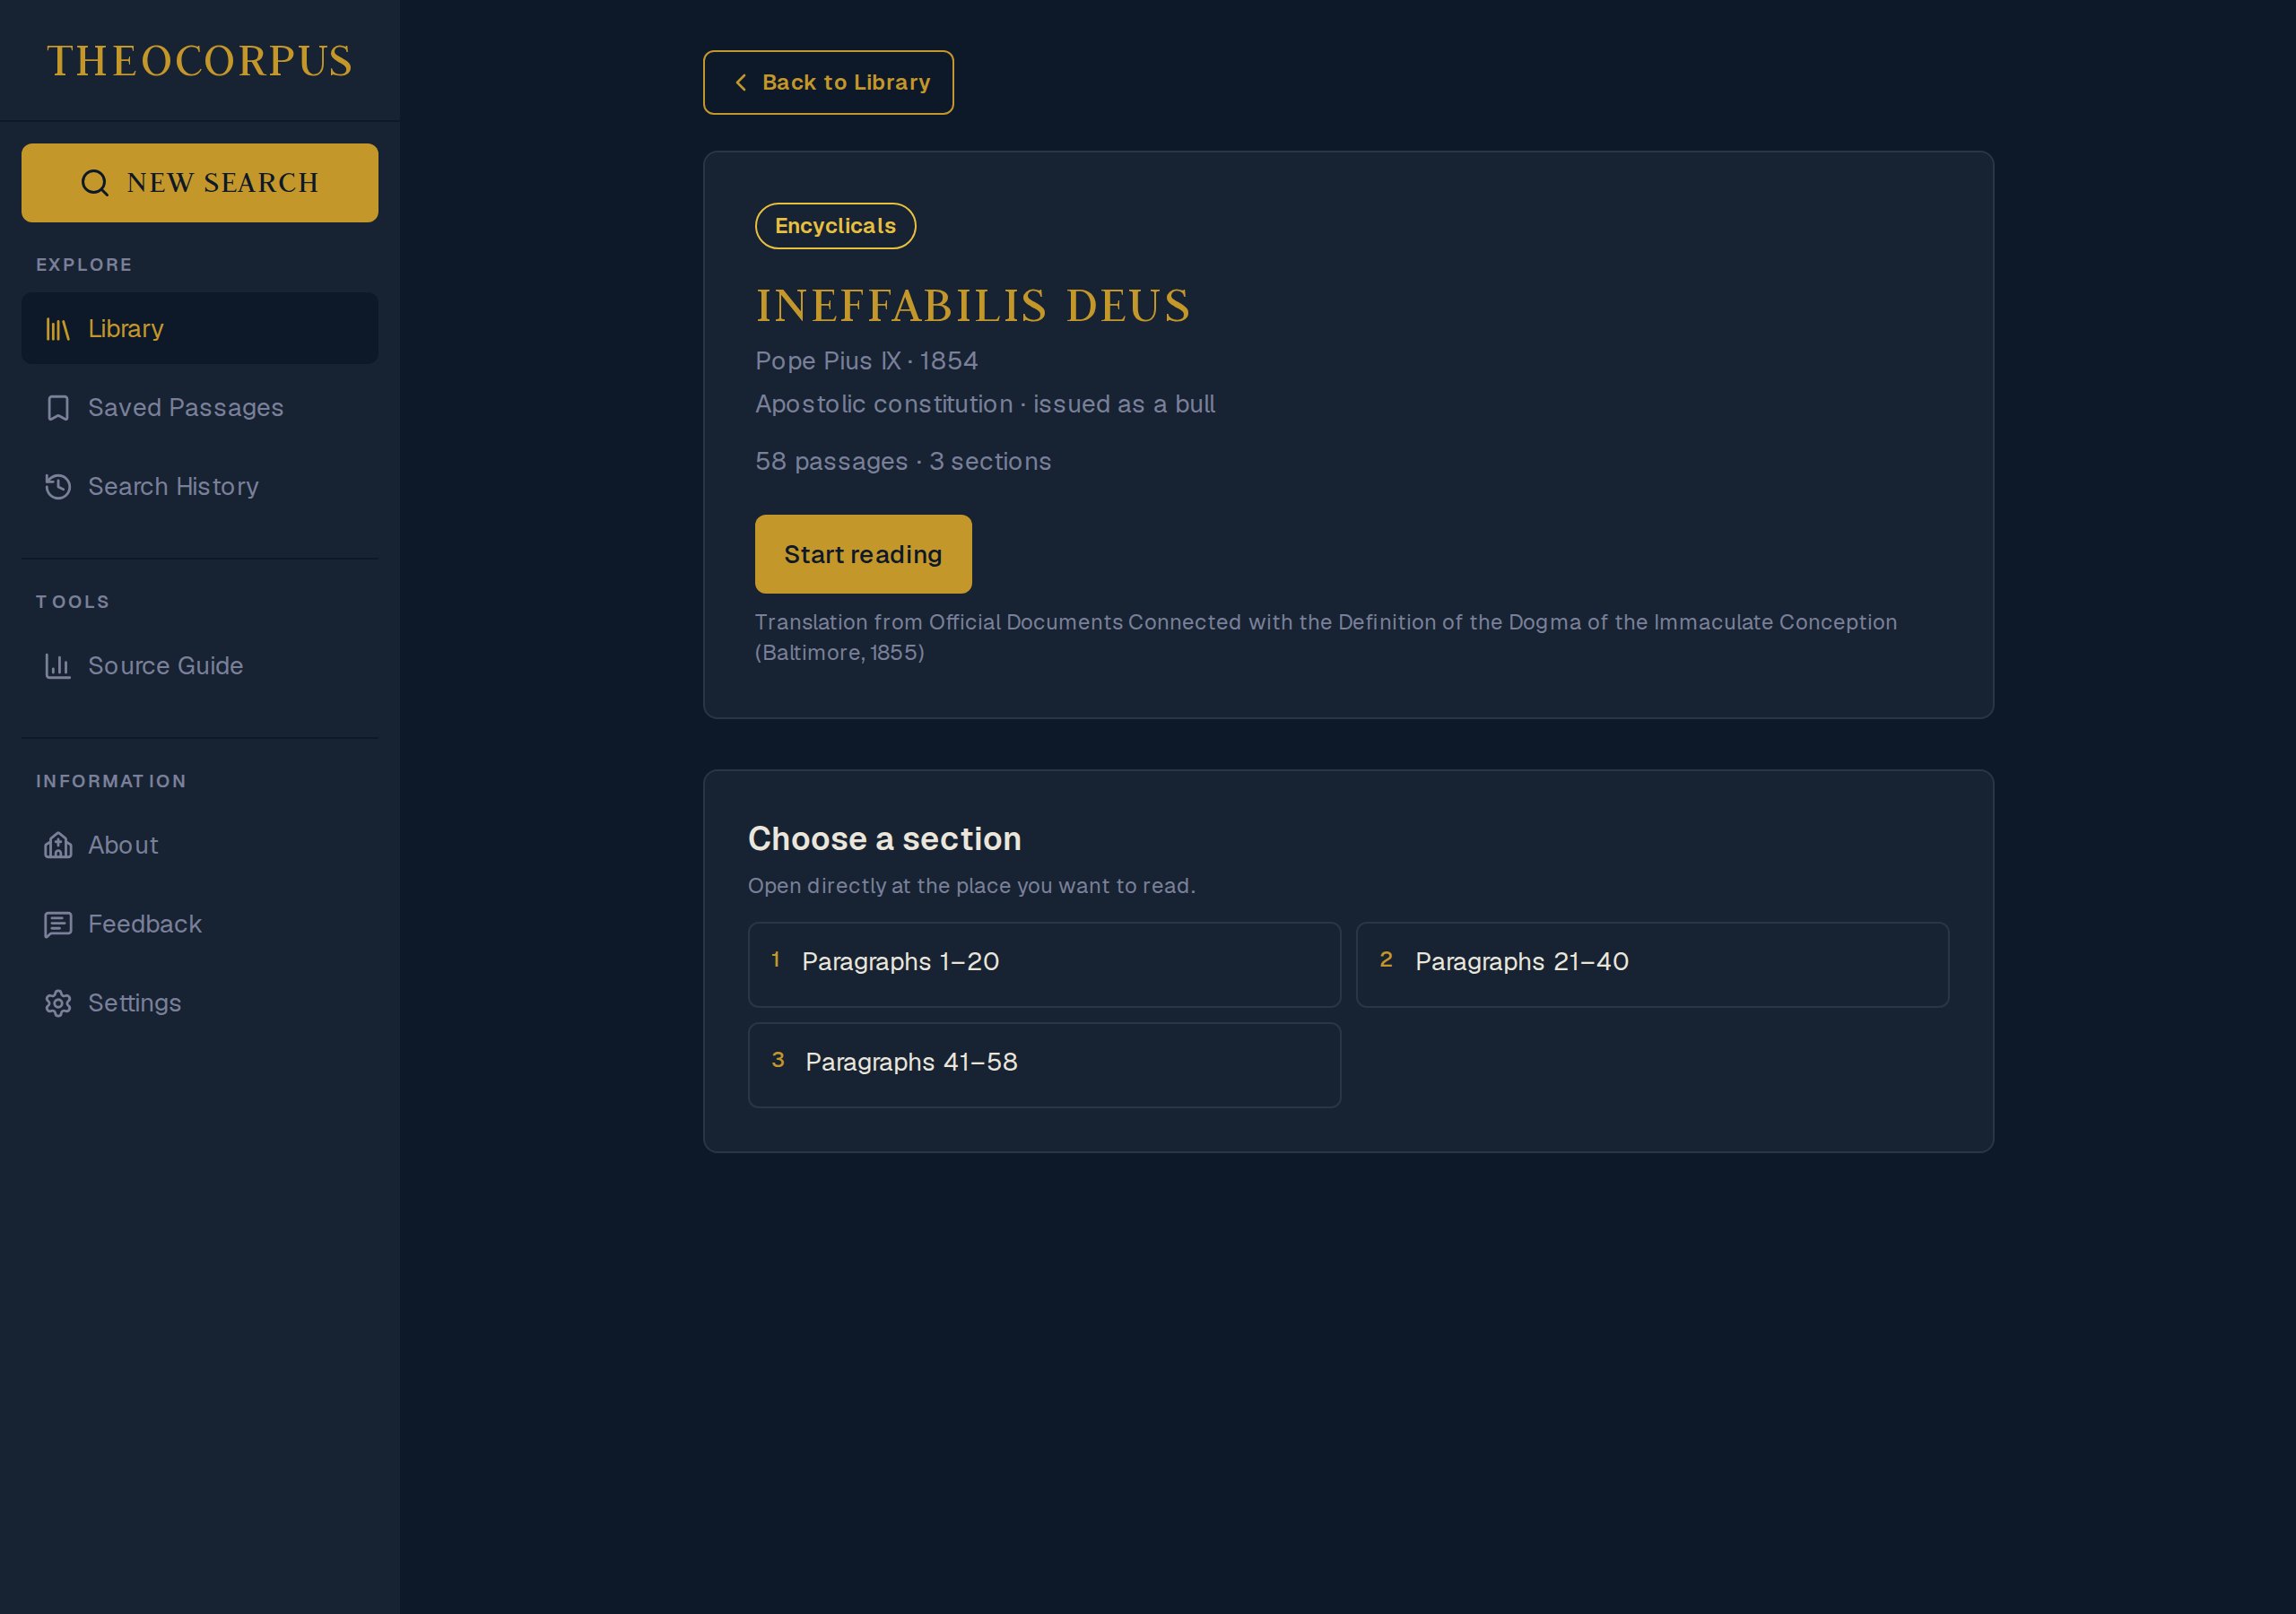 THEOCORPUS
NEW SEARCH
EXPLORE
Library
Saved Passages
Search History
TOOLS
Source Guide
INFORMATION
About
Feedback
Settings
Back to Library
Encyclicals
INEFFABILIS DEUS
Pope Pius IX · 1854
Apostolic constitution · issued as a bull
58 passages · 3 sections
Start reading
Translation from Official Documents Connected with the Definition of the Dogma of the Immaculate Conception
(Baltimore, 1855)
Choose a section
Open directly at the place you want to read.
1 Paragraphs 1–20
2 Paragraphs 21–40
3 Paragraphs 41–58